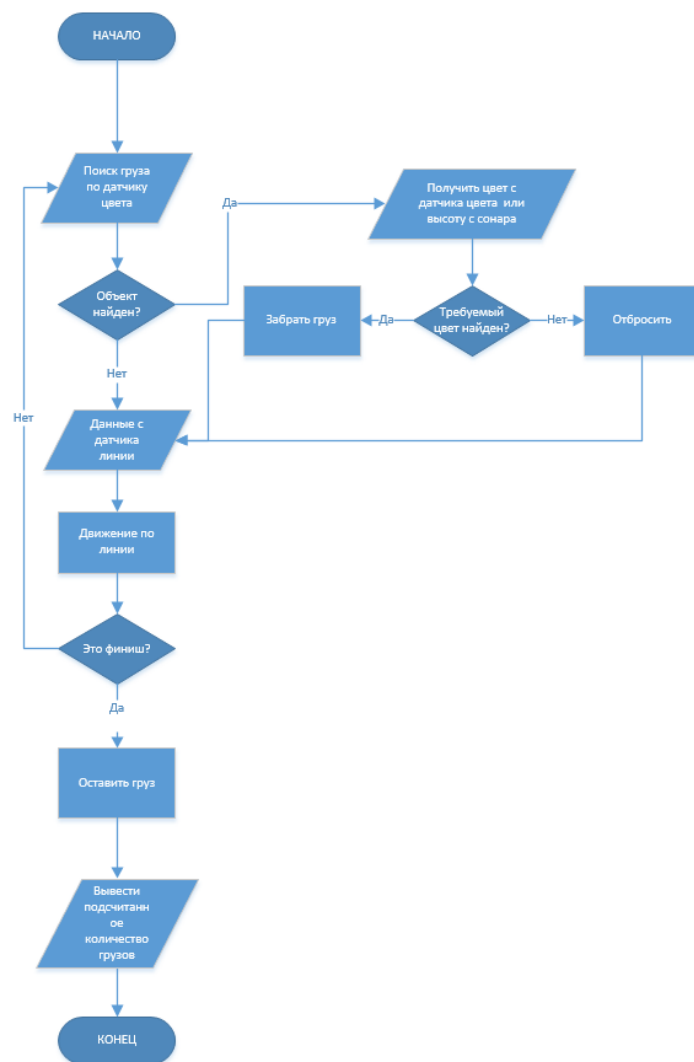 НАЧАЛО
Поиск груза
по датчику
цвета
Да
Получить цвет с
датчика цвета или
высоту с сонара
Объект
найден?
Забрать груз
Да
Требуемый
цвет найден?
Нет
Отбросить
Нет
Нет
Данные с
датчика
линии
Движение по
линии
Это финиш?
Да
Оставить груз
Вывести
подсчитанн
ое
количество
грузов
КОНЕЦ